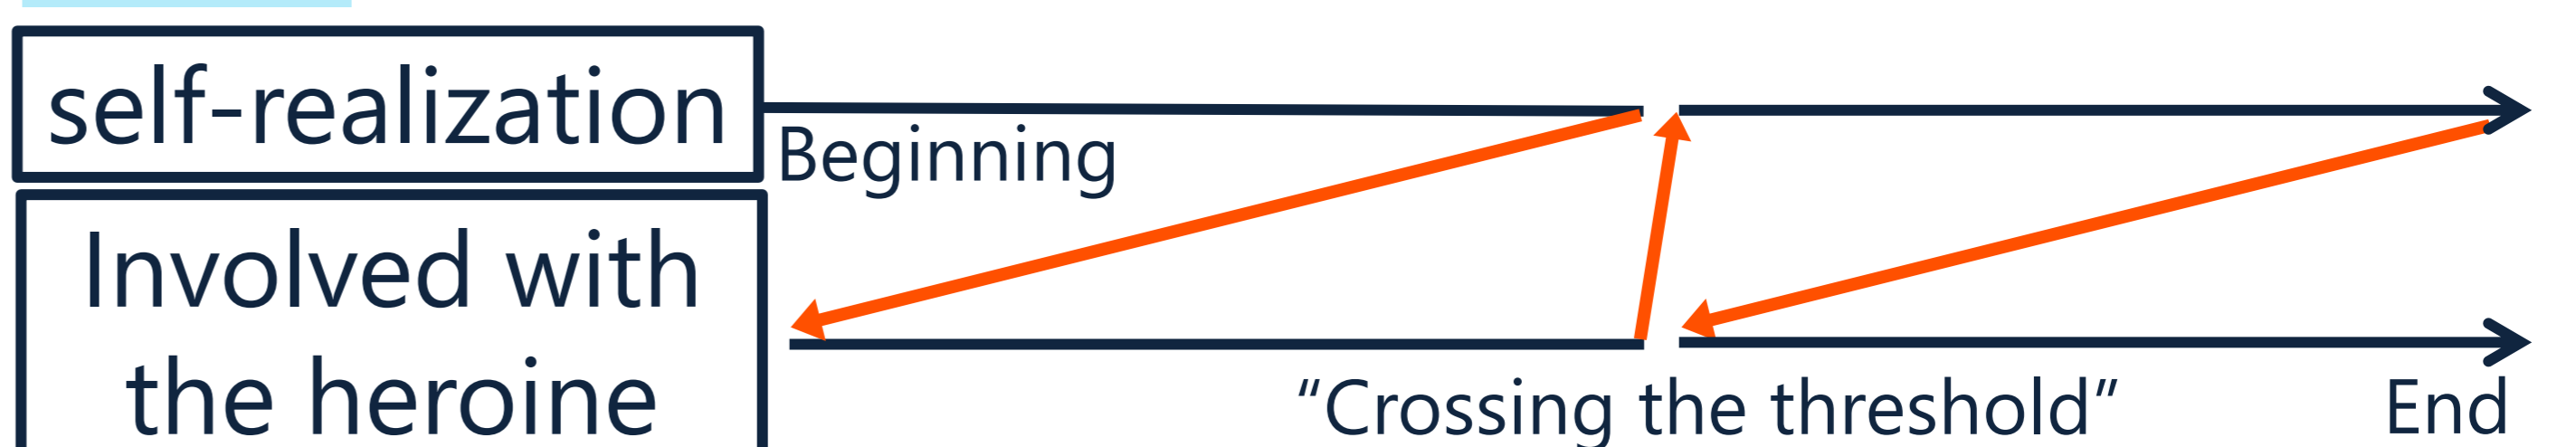 self-realization
Beginning
Involved with
the heroine
“Crossing the threshold”
End